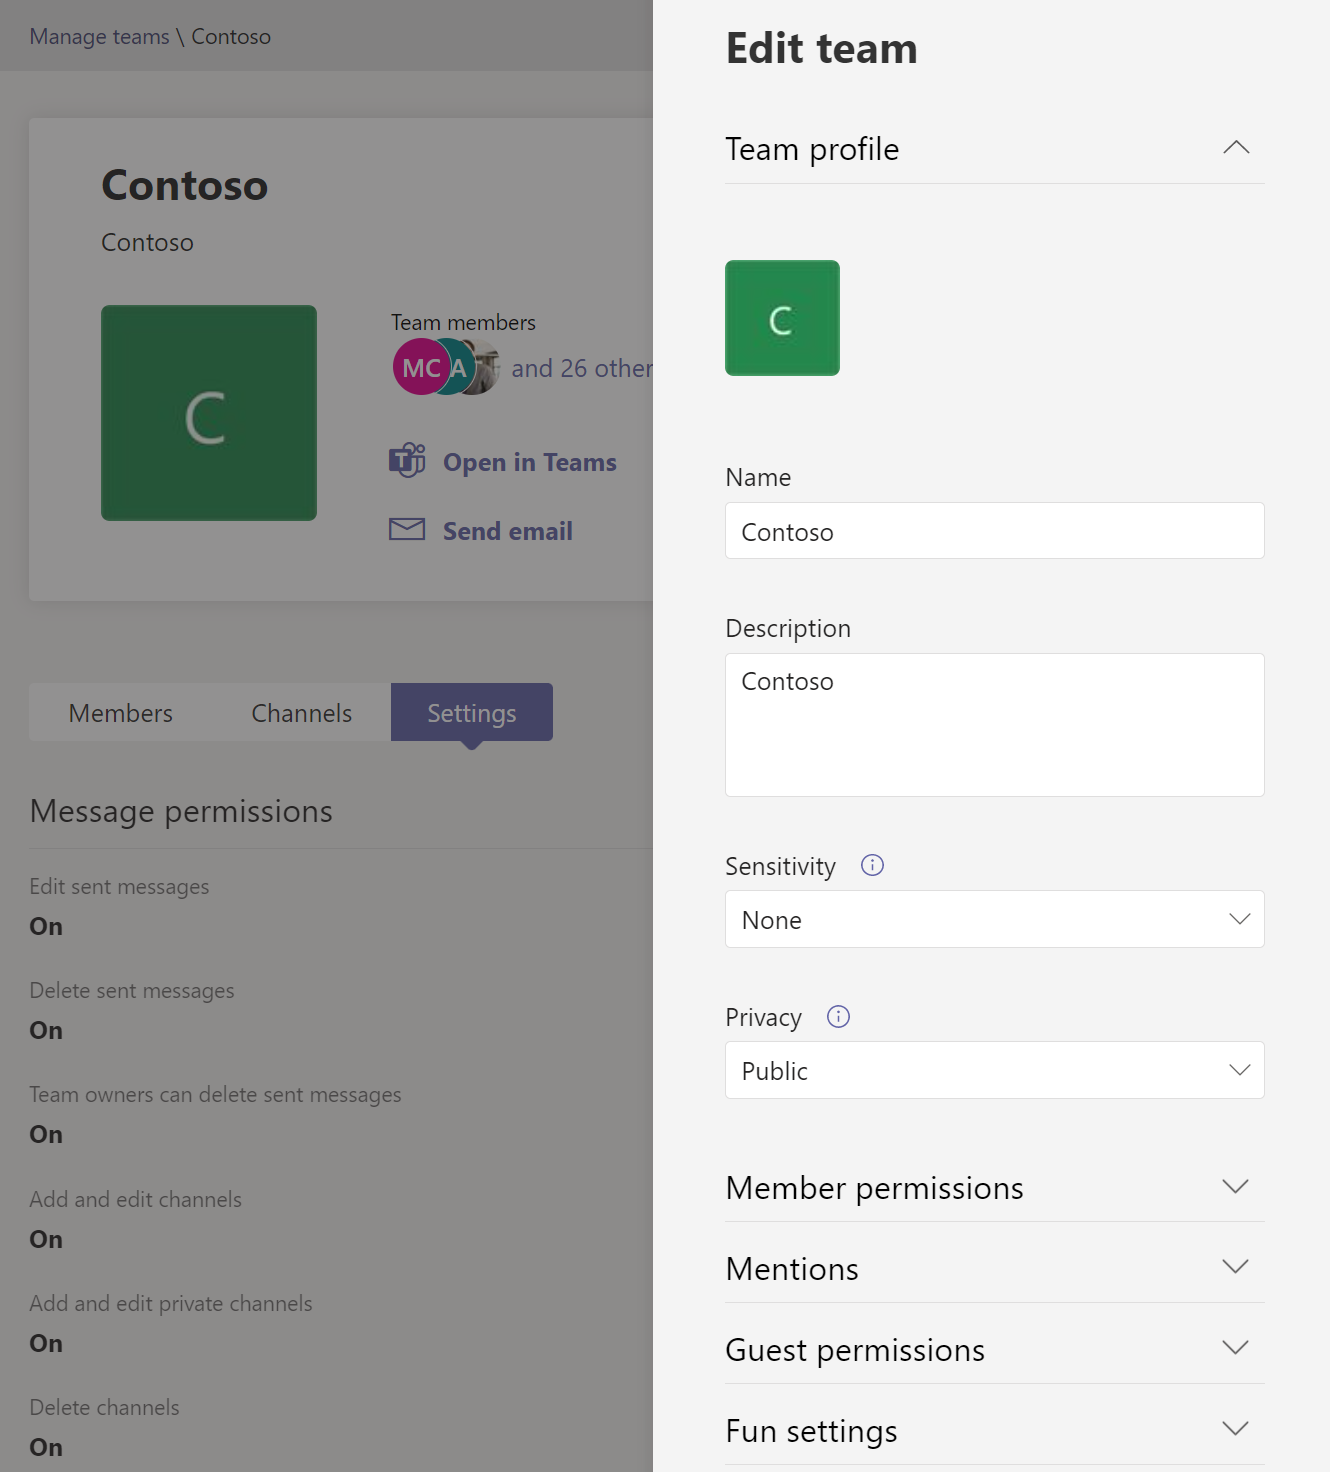 Manage teams \ Contoso
Contoso
Contoso
C
Team members
MC A and 26 other
Open in Teams
Send email
Members Channels Settings
Message permissions
Edit sent messages
On
Delete sent messages
On
Team owners can delete sent messages
On
Add and edit channels
On
Add and edit private channels
On
Delete channels
On
Edit team
Team profile
C
Name
Contoso
Description
Contoso
Sensitivity
None
Privacy
Public
Member permissions
Mentions
Guest permissions
Fun settings